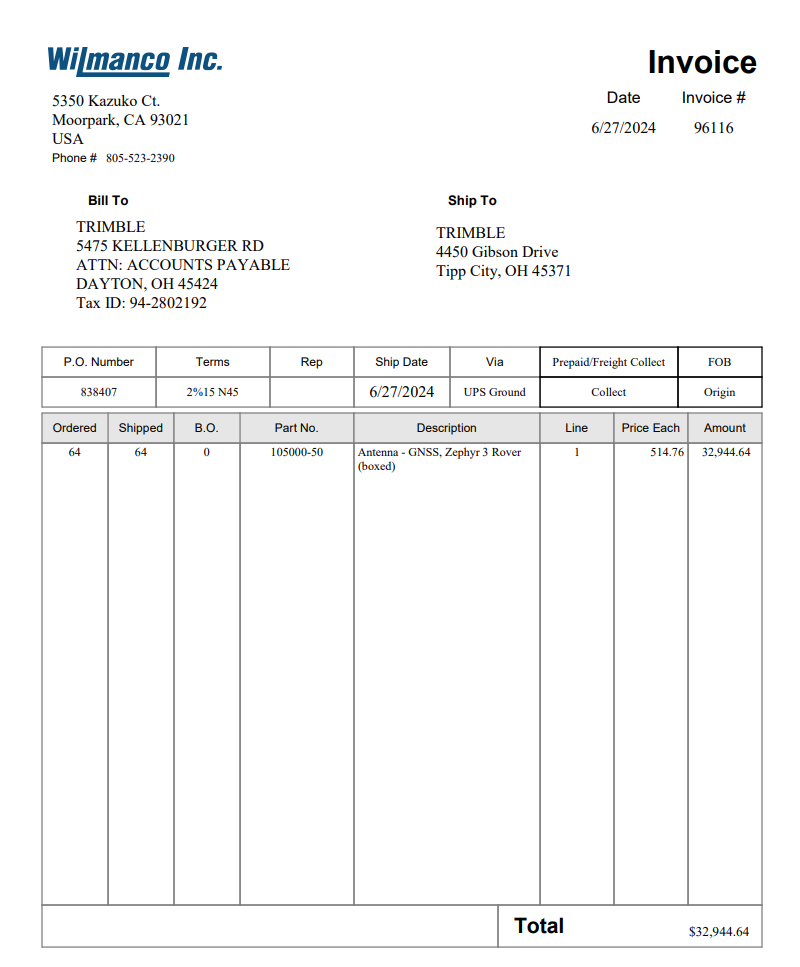 Wilmanco Inc.
Invoice
5350 Kazuko Ct.
Moorpark, CA 93021
USA
Phone # 805-523-2390
Date Invoice #
6/27/2024 96116
Bill To
TRIMBLE
5475 KELLENBURGER RD
ATTN: ACCOUNTS PAYABLE
DAYTON, OH 45424
Tax ID: 94-2802192
Ship To
TRIMBLE
4450 Gibson Drive
Tipp City, OH 45371
P.O. Number Terms Rep Ship Date Via Prepaid/Freight Collect FOB
838407 2%15 N45 6/27/2024 UPS Ground Collect Origin
Ordered Shipped B.O. Part No. Description Line Price Each Amount
64 64 0 105000-50 Antenna - GNSS, Zephyr 3 Rover 1 514.76 32,944.64
(boxed)
Total $32,944.64